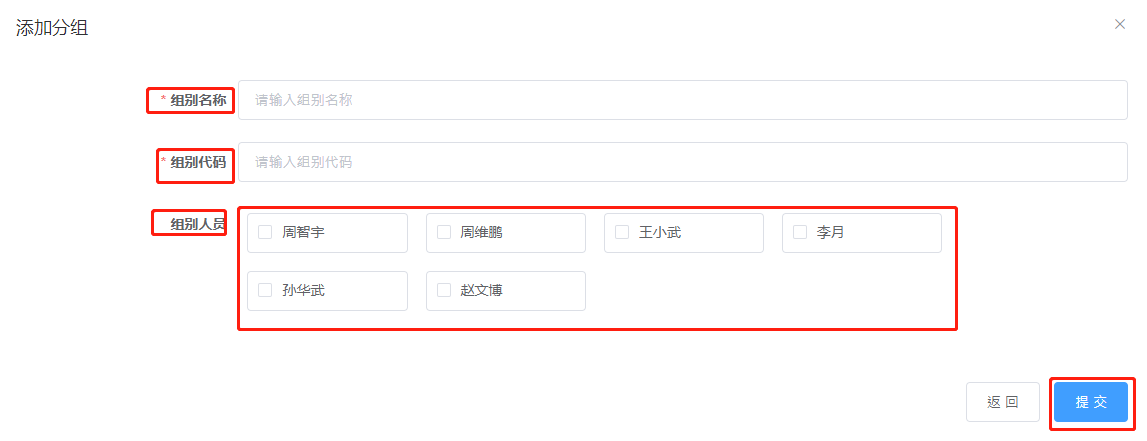 添加分组
* 组别名称 请输入组别名称
* 组别代码 请输入組别代码
组别人员
周智宇 周维鹏 王小武 李月
孙华武 赵文博
返 回 提 交